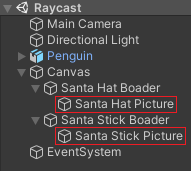 Raycast
Main Camera
Directional Light
Penguin
Canvas
Santa Hat Boader
Santa Hat Picture
Santa Stick Boader
Santa Stick Picture
EventSystem